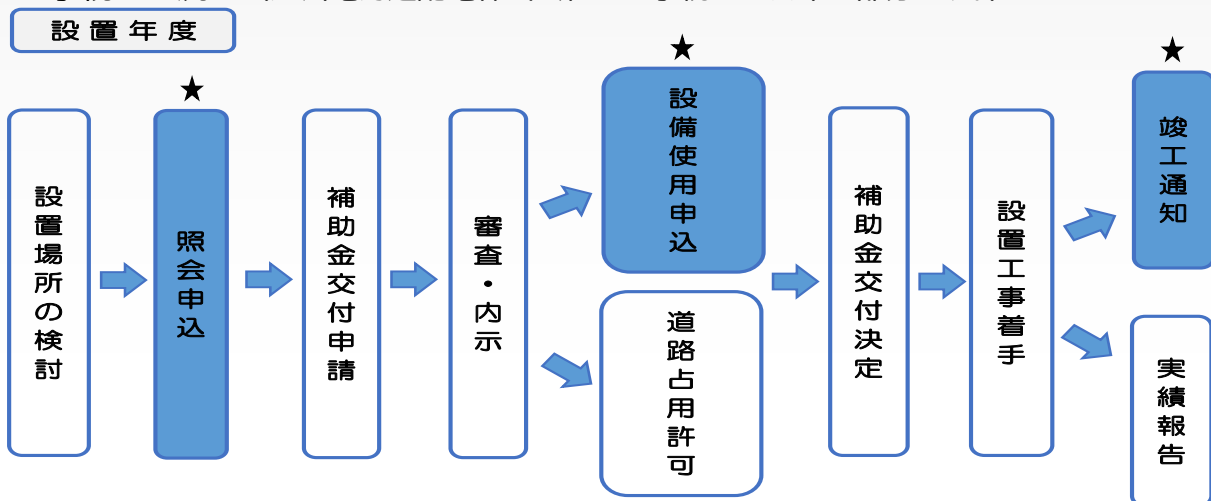 設置年度
★
★
★
設置場所の検討
照会申込
補助金交付申請
審査・内示
設備使用申込
道路占用許可
補助金交付決定
設置工事着手
竣工通知
実績報告